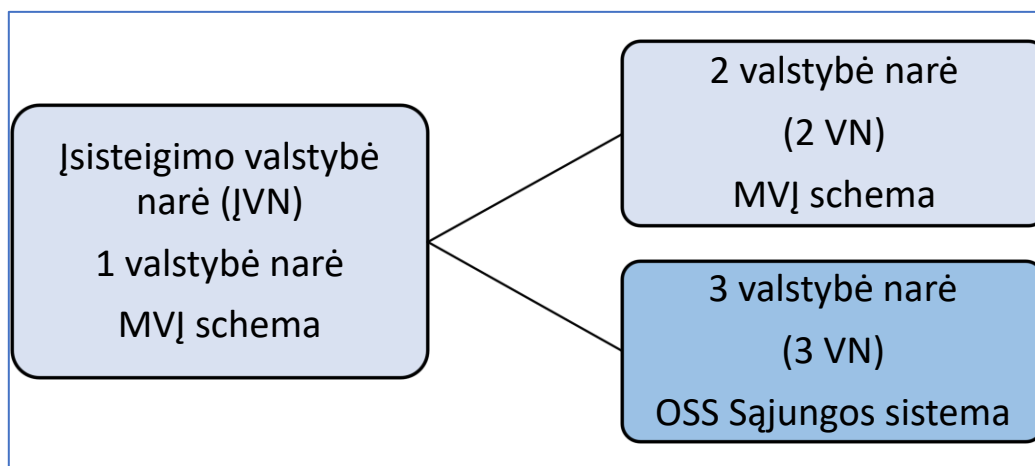 Įsisteigimo valstybė
narė (ĮVN)
1 valstybė narė
MVĮ schema
2 valstybė narė
(2 VN)
MVĮ schema
3 valstybė narė
(3 VN)
OSS Sąjungos sistema